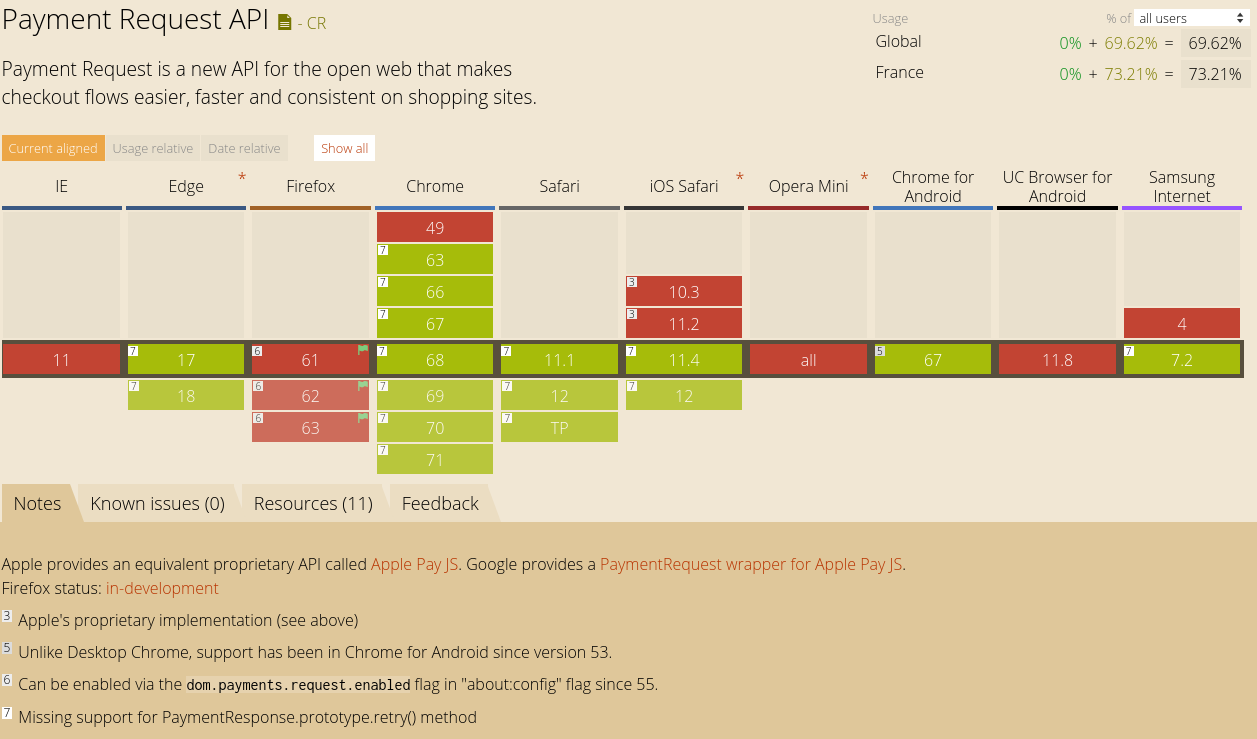 Payment Request API - CR
Usage % of all users
Global 0% + 69.62% = 69.62%
France 0% + 73.21% = 73.21%
Payment Request is a new API for the open web that makes
checkout flows easier, faster and consistent on shopping sites.
Current aligned Usage relative Date relative Show all
IE Edge * Firefox Chrome Safari iOS Safari * Opera Mini * Chrome for Android UC Browser for Android Samsung Internet
49
7 63
7 66 3 10.3
7 67 3 11.2 4
11 7 17 6 61 7 68 7 11.1 7 11.4 all 5 67 11.8 7 7.2
7 18 6 62 7 69 7 12 7 12
6 63 7 70 7 TP
7 71
Notes Known issues (0) Resources (11) Feedback
Apple provides an equivalent proprietary API called Apple Pay JS. Google provides a PaymentRequest wrapper for Apple Pay JS.
Firefox status: in-development
3 Apple's proprietary implementation (see above)
5 Unlike Desktop Chrome, support has been in Chrome for Android since version 53.
6 Can be enabled via the dom.payments.request.enabled flag in "about:config" flag since 55.
7 Missing support for PaymentResponse.prototype.retry() method